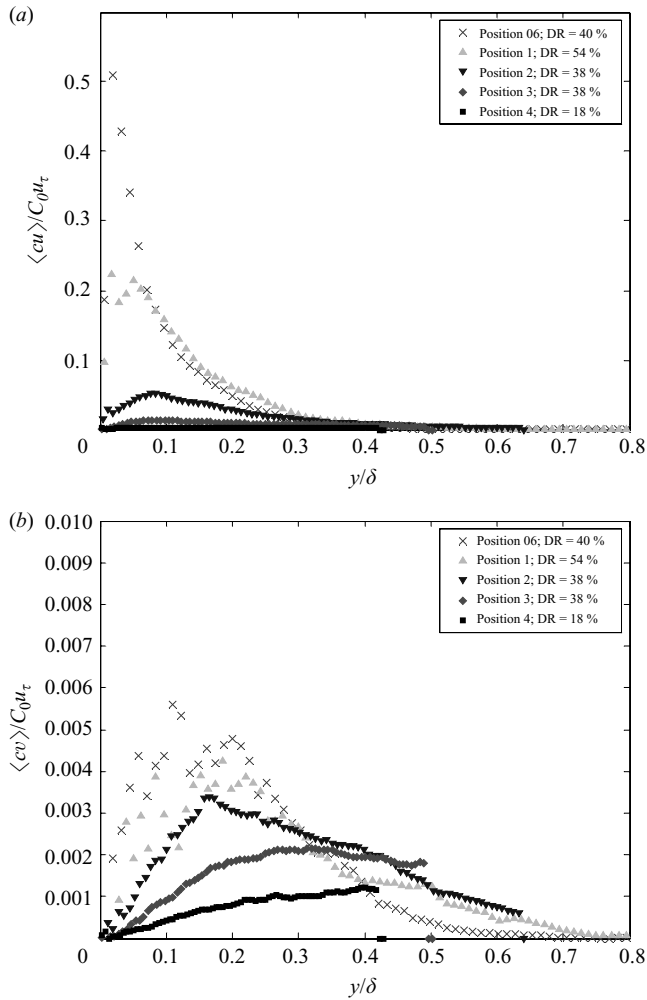 (a)
Position 06; DR = 40 %
Position 1; DR = 54 %
Position 2; DR = 38 %
Position 3; DR = 38 %
Position 4; DR = 18 %
0.5
0.4
0.3
0.2
0.1
⟨cu⟩/C₀u_τ
0 0.1 0.2 0.3 0.4 0.5 0.6 0.7 0.8
y/δ
(b)
0.010
Position 06; DR = 40 %
Position 1; DR = 54 %
Position 2; DR = 38 %
Position 3; DR = 38 %
Position 4; DR = 18 %
0.009
0.008
0.007
0.006
0.005
0.004
0.003
0.002
0.001
⟨cv⟩/C₀u_τ
0 0.1 0.2 0.3 0.4 0.5 0.6 0.7 0.8
y/δ